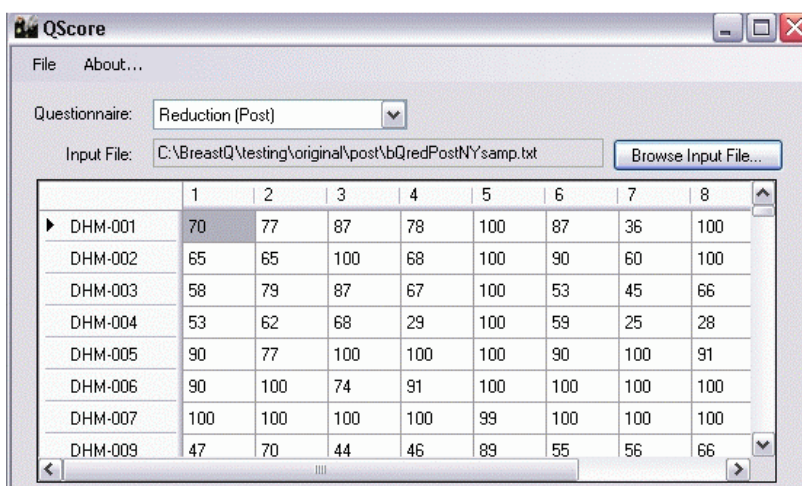 QScore
File About...
Questionnaire: Reduction (Post)
Input File: C:\BreastQ\testing\original\post\bQredPostNYsamp.txt Browse Input File...
1 2 3 4 5 6 7 8
DHM-001 70 77 87 78 100 87 36 100
DHM-002 65 65 100 68 100 90 60 100
DHM-003 58 79 87 67 100 53 45 66
DHM-004 53 62 68 29 100 59 25 28
DHM-005 90 77 100 100 100 90 100 91
DHM-006 90 100 74 91 100 100 100 100
DHM-007 100 100 100 100 99 100 100 100
DHM-009 47 70 44 46 89 55 56 66